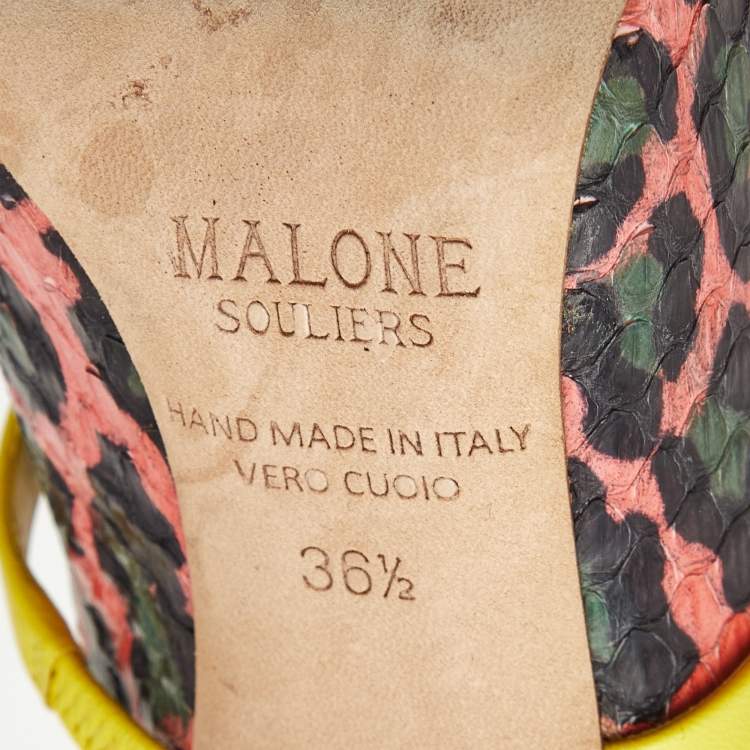 MALONE
SOULIERS
HAND MADE IN ITALY
VERO CUOIO
36½